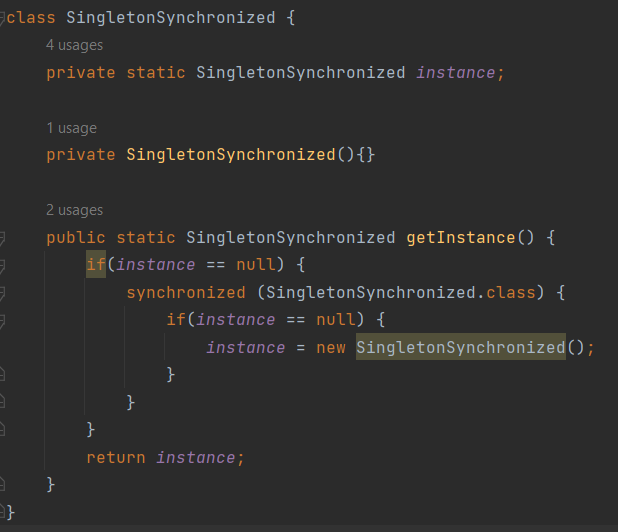 class SingletonSynchronized {
4 usages
private static SingletonSynchronized instance;
1 usage
private SingletonSynchronized(){}
2 usages
public static SingletonSynchronized getInstance() {
if(instance == null) {
synchronized (SingletonSynchronized.class) {
if(instance == null) {
instance = new SingletonSynchronized();
}
}
}
return instance;
}
}